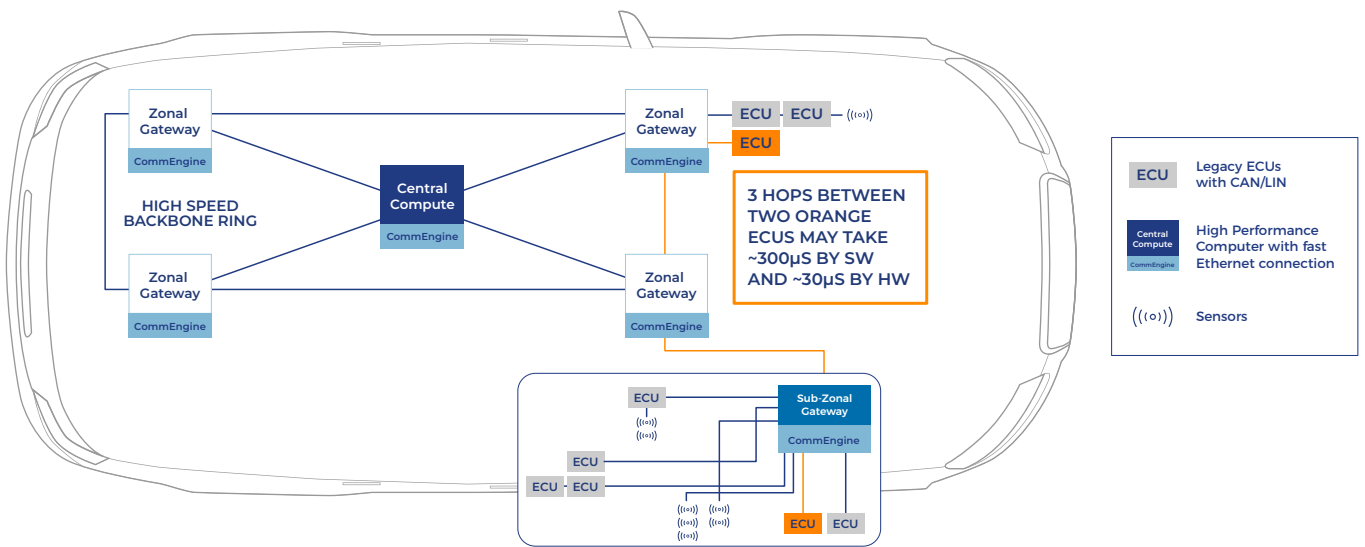 Zonal
Gateway
CommEngine
Zonal
Gateway
CommEngine
ECU
ECU
ECU
Central
Compute
CommEngine
HIGH SPEED
BACKBONE RING
3 HOPS BETWEEN
TWO ORANGE
ECUS MAY TAKE
~300µS BY SW
AND ~30µS BY HW
Zonal
Gateway
CommEngine
Zonal
Gateway
CommEngine
ECU
Sub-Zonal
Gateway
CommEngine
ECU
ECU
ECU
ECU
ECU
ECU
Legacy ECUs
with CAN/LIN
Central
Compute
CommEngine
High Performance
Computer with fast
Ethernet connection
Sensors